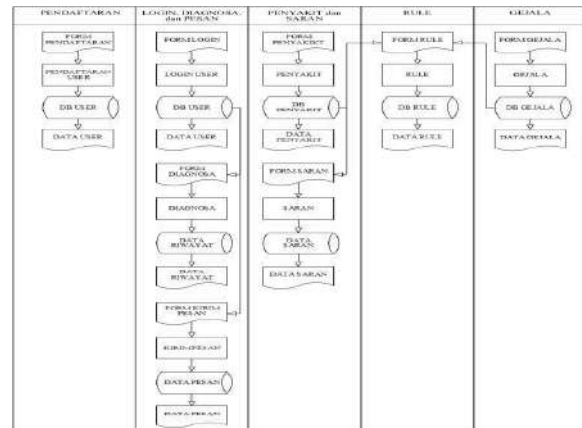 PENDAFTARAN
FORM
PENDAFTARAN
PENDAFTARAN
USER
DB USER
DATA USER
LOGIN, DIAGNOSA,
dan PESAN
FORM LOGIN
LOGIN USER
DB USER
DATA USER
FORM
DIAGNOSA
DIAGNOSA
DATA
RIWAYAT
DATA
RIWAYAT
FORM KIRIM
PESAN
KIRIM PESAN
DATA PESAN
DATA PESAN
PENYAKIT dan
SARAN
FORM
PENYAKIT
PENYAKIT
DB
PENYAKIT
DATA
PENYAKIT
FORM SARAN
SARAN
DATA
SARAN
DATA SARAN
RULE
FORM RULE
RULE
DB RULE
DATA RULE
GEJALA
FORM GEJALA
GEJALA
DB GEJALA
DATA GEJALA